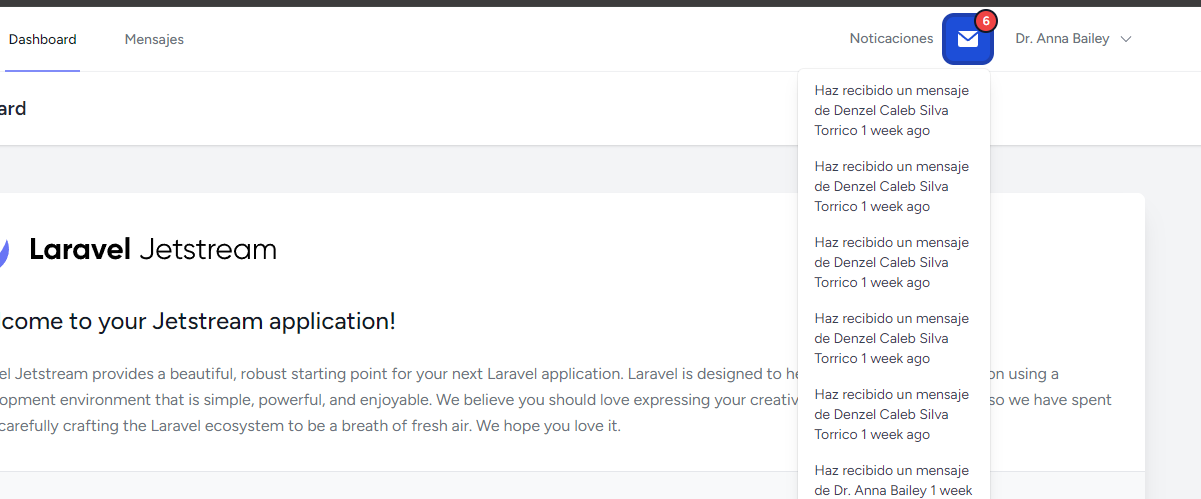 Dashboard
Mensajes
Noticaciones
6
Dr. Anna Bailey
ard
Haz recibido un mensaje
de Denzel Caleb Silva
Torrico 1 week ago
Haz recibido un mensaje
de Denzel Caleb Silva
Torrico 1 week ago
Haz recibido un mensaje
de Denzel Caleb Silva
Torrico 1 week ago
Haz recibido un mensaje
de Denzel Caleb Silva
Torrico 1 week ago
Haz recibido un mensaje
de Denzel Caleb Silva
Torrico 1 week ago
Haz recibido un mensaje
de Dr. Anna Bailey 1 week
Laravel Jetstream
come to your Jetstream application!
el Jetstream provides a beautiful, robust starting point for your next Laravel application. Laravel is designed to he on using a
opment environment that is simple, powerful, and enjoyable. We believe you should love expressing your creativ so we have spent
carefully crafting the Laravel ecosystem to be a breath of fresh air. We hope you love it.